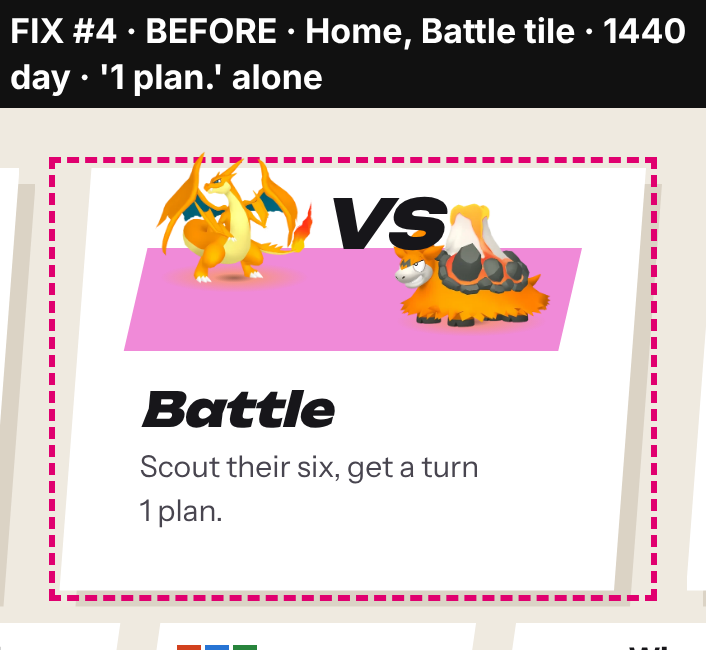 FIX #4 · BEFORE · Home, Battle tile · 1440
day · '1 plan.' alone
VS
Battle
Scout their six, get a turn
1 plan.